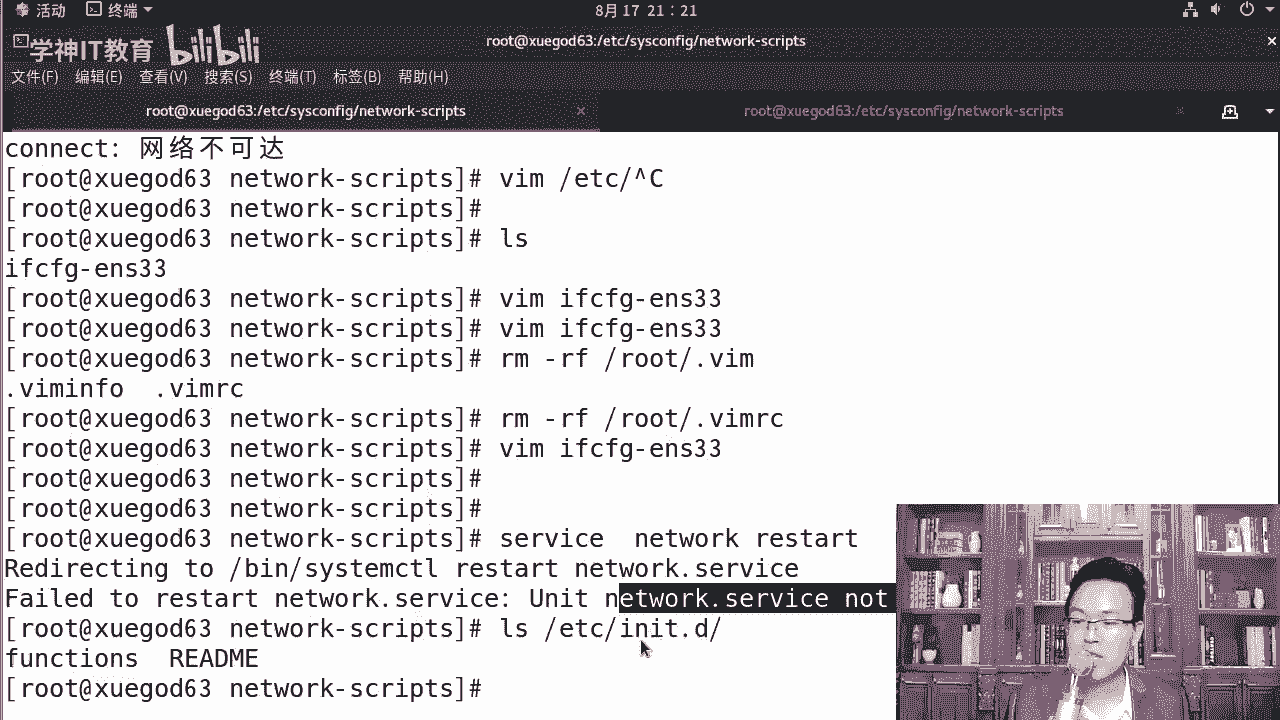 活动 终端 8月 17 21：21
学神IT教育 bilibili
root@xuegod63:/etc/sysconfig/network-scripts
文件(F) 编辑(E) 查看(V) 搜索(S) 终端(T) 标签(B) 帮助(H)
root@xuegod63:/etc/sysconfig/network-scripts root@xuegod63:/etc/sysconfig/network-scripts
connect: 网络不可达
[root@xuegod63 network-scripts]# vim /etc/^C
[root@xuegod63 network-scripts]#
[root@xuegod63 network-scripts]# ls
ifcfg-ens33
[root@xuegod63 network-scripts]# vim ifcfg-ens33
[root@xuegod63 network-scripts]# vim ifcfg-ens33
[root@xuegod63 network-scripts]# rm -rf /root/.vim
.viminfo .vimrc
[root@xuegod63 network-scripts]# rm -rf /root/.vimrc
[root@xuegod63 network-scripts]# vim ifcfg-ens33
[root@xuegod63 network-scripts]#
[root@xuegod63 network-scripts]#
[root@xuegod63 network-scripts]# service  network restart
Redirecting to /bin/systemctl restart network.service
Failed to restart network.service: Unit network.service not
[root@xuegod63 network-scripts]# ls /etc/init.d/
functions  README
[root@xuegod63 network-scripts]#